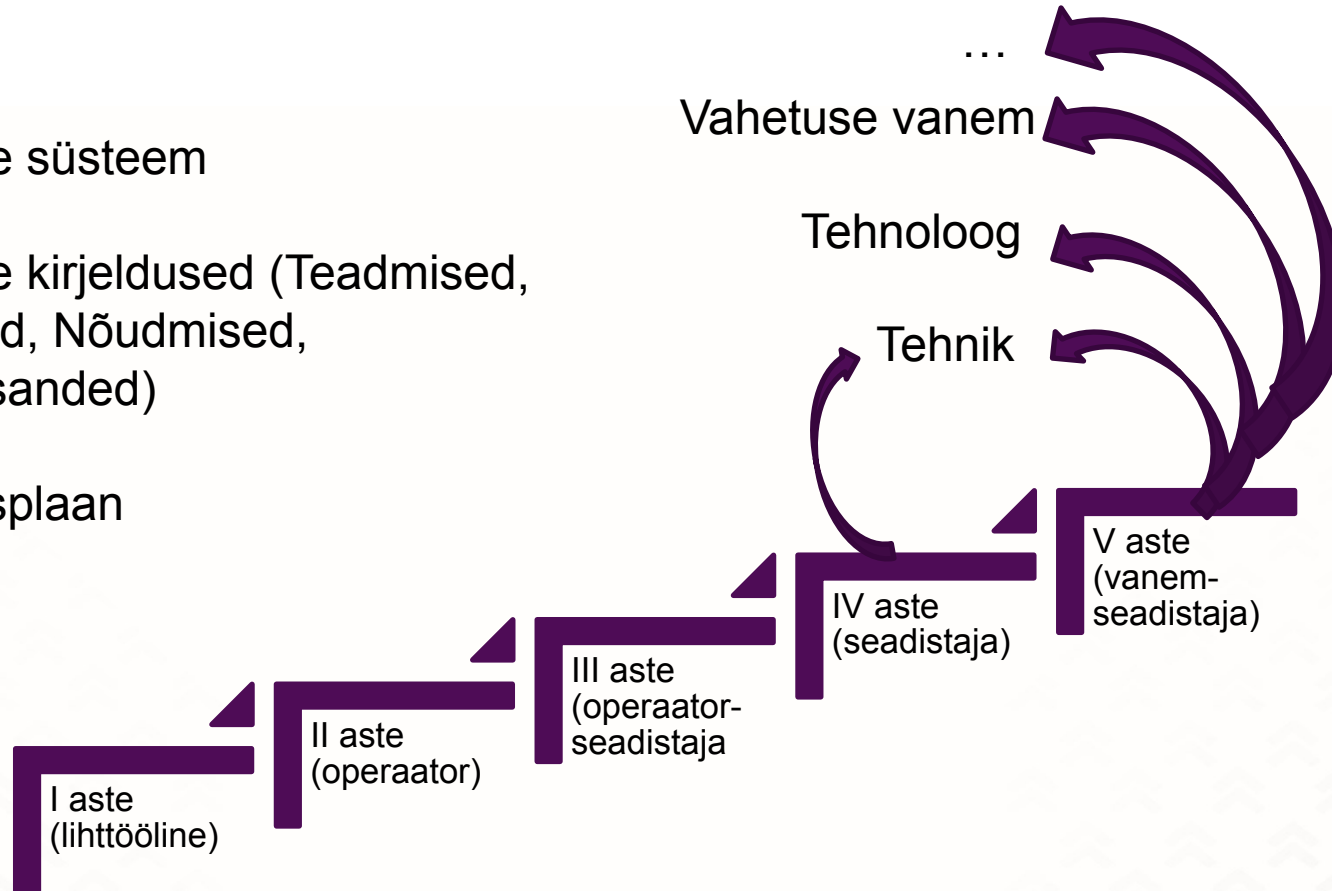 e süsteem
e kirjeldused (Teadmised,
d, Nõudmised,
sanded)
splaan
…
Vahetuse vanem
Tehnoloog
Tehnik
V aste
(vanem-
seadistaja)
IV aste
(seadistaja)
III aste
(operaator-
seadistaja
II aste
(operaator)
I aste
(lihttööline)